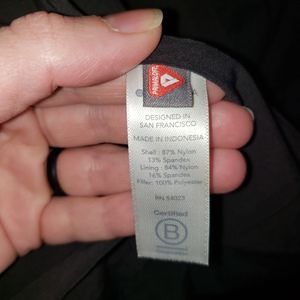 PRIMALOFT
DESIGNED IN
SAN FRANCISCO
MADE IN INDONESIA
Shell : 87% Nylon
13% Spandex
Lining : 84% Nylon
16% Spandex
Filler: 100% Polyester
RN 54023
Certified
B